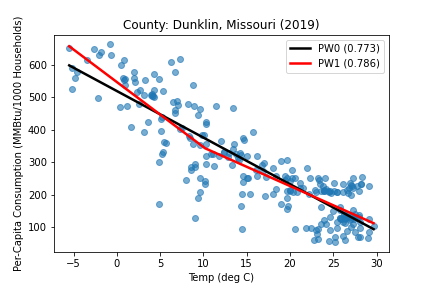 County: Dunklin, Missouri (2019)
PW0 (0.773)
PW1 (0.786)
Per-Capita Consumption (MMBtu/1000 Households)
600
500
400
300
200
100
−5 0 5 10 15 20 25 30
Temp (deg C)